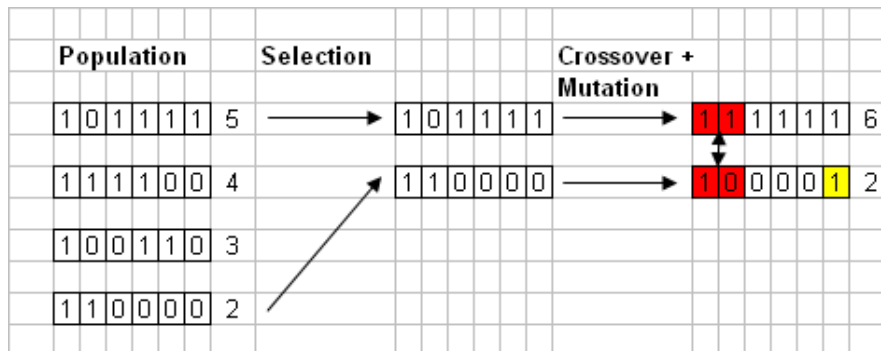 Population Selection Crossover +
Mutation
1 0 1 1 1 1 5 1 0 1 1 1 1 1 1 1 1 1 1 6
1 1 1 1 0 0 4 1 1 0 0 0 0 1 0 0 0 0 1 2
1 0 0 1 1 0 3
1 1 0 0 0 0 2